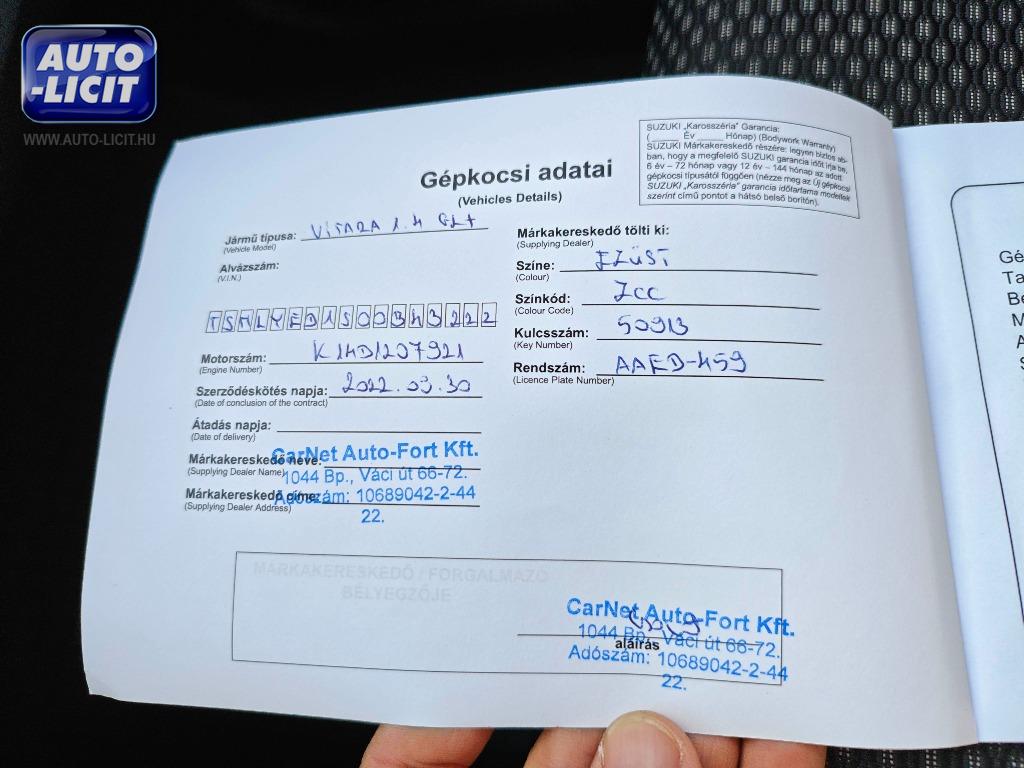 AUTO
-LICIT
WWW.AUTO-LICIT.HU
SUZUKI „Karosszéria" Garancia:
(____ Év ____ Hónap) (Bodywork Warranty)
SUZUKI Márkakereskedő részére: legyen biztos ab-
ban, hogy a megfelelő SUZUKI garancia időt írja be,
6 év – 72 hónap vagy 12 év – 144 hónap az adott
gépkocsi típusától függően (nézze meg az Új gépkocsi
SUZUKI „Karosszéria" garancia időtartama modellek
szerint című pontot a hátsó belső borítón).
Gépkocsi adatai
(Vehicles Details)
Jármű típusa: VITARA 1.4 GL+
(Vehicle Model)
Alvázszám:
(V.I.N.)
TSMLYED1S00843222
Motorszám: K14D1207921
(Engine Number)
Szerződéskötés napja: 2022.09.30
(Date of conclusion of the contract)
Átadás napja:
(Date of delivery)
Márkakereskedő neve: CarNet Auto-Fort Kft.
(Supplying Dealer Name) 1044 Bp., Váci út 66-72.
Márkakereskedő címe: Adószám: 10689042-2-44
(Supplying Dealer Address) 22.
Márkakereskedő tölti ki:
(Supplying Dealer)
Színe: EZÜST
(Colour)
Színkód: ZCC
(Colour Code)
Kulcsszám: 50913
(Key Number)
Rendszám: AAED-459
(Licence Plate Number)
MÁRKAKERESKEDŐ / FORGALMAZÓ
BÉLYEGZŐJE
CarNet Auto-Fort Kft.
1044 Bp., Váci út 66-72.
aláírás
Adószám: 10689042-2-44
22.
Gé
Ta
Be
M
A
S